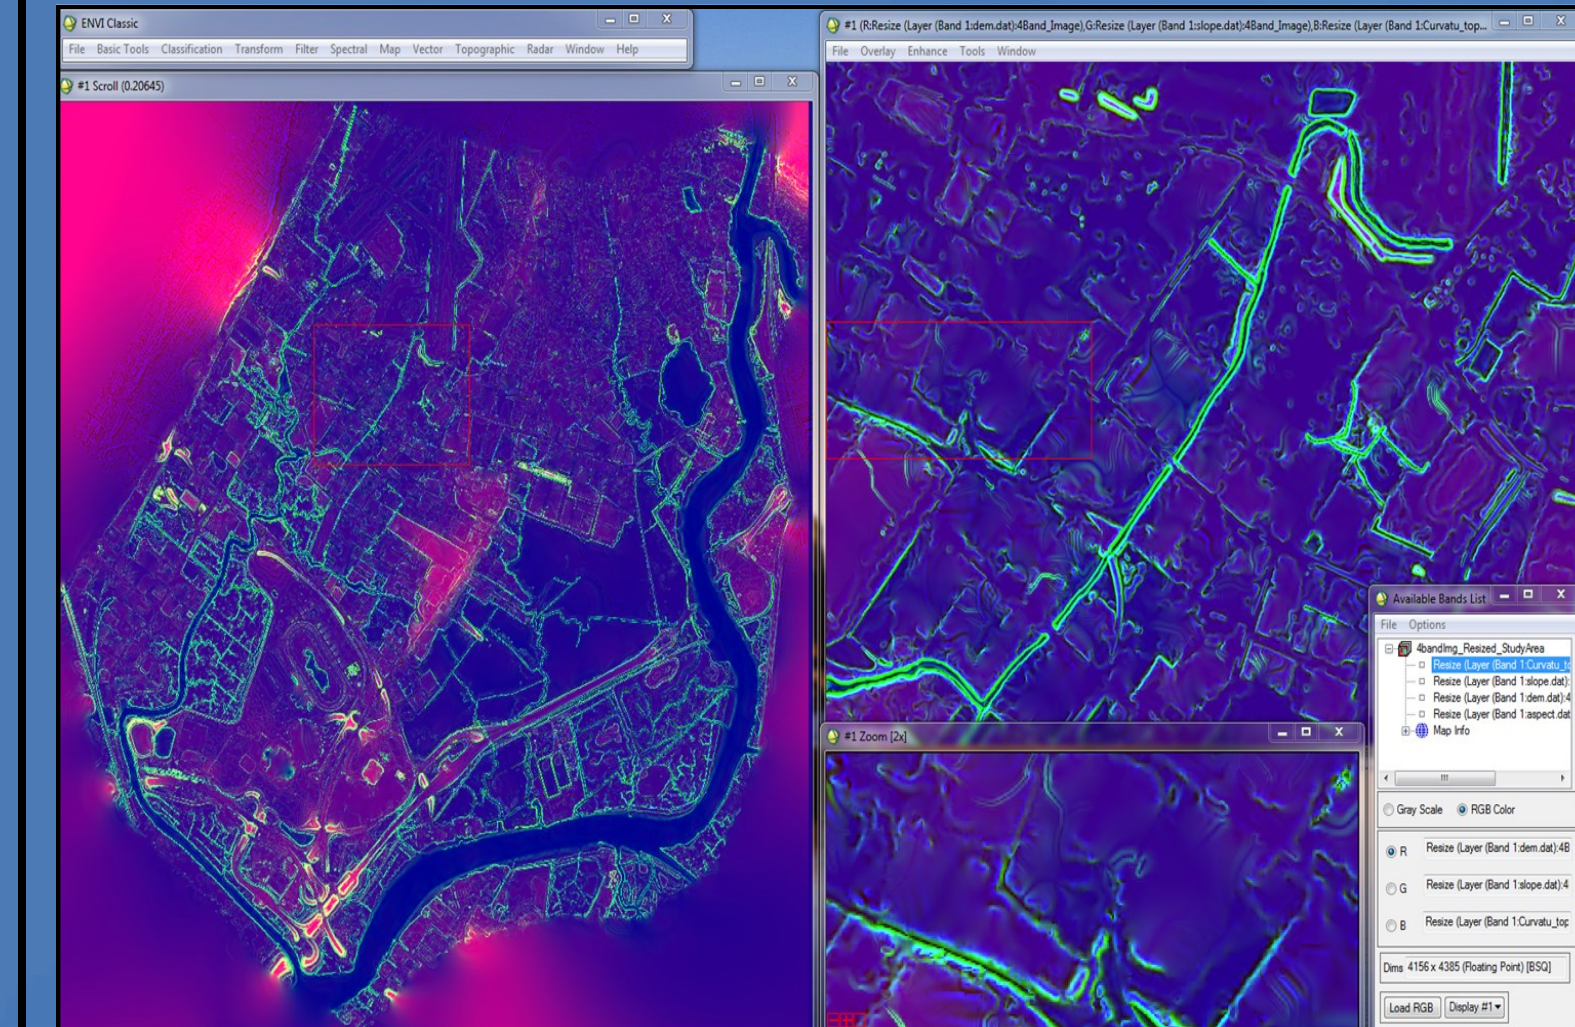 ENVI Classic
File Basic Tools Classification Transform Filter Spectral Map Vector Topographic Radar Window Help
#1 Scroll (0.20645)
#1 (R:Resize (Layer (Band 1:dem.dat):4Band_Image),G:Resize (Layer (Band 1:slope.dat):4Band_Image),B:Resize (Layer (Band 1:Curvatu_top...
File Overlay Enhance Tools Window
Available Bands List
File Options
4bandImg_Resized_StudyArea
Resize (Layer (Band 1:Curvatu_to
Resize (Layer (Band 1:slope.dat):
Resize (Layer (Band 1:dem.dat):4
Resize (Layer (Band 1:aspect.dat
Map Info
Gray Scale RGB Color
R Resize (Layer (Band 1:dem.dat):4B
G Resize (Layer (Band 1:slope.dat):4
B Resize (Layer (Band 1:Curvatu_top
Dims 4156 x 4385 (Floating Point) [BSQ]
Load RGB Display #1
#1 Zoom [2x]